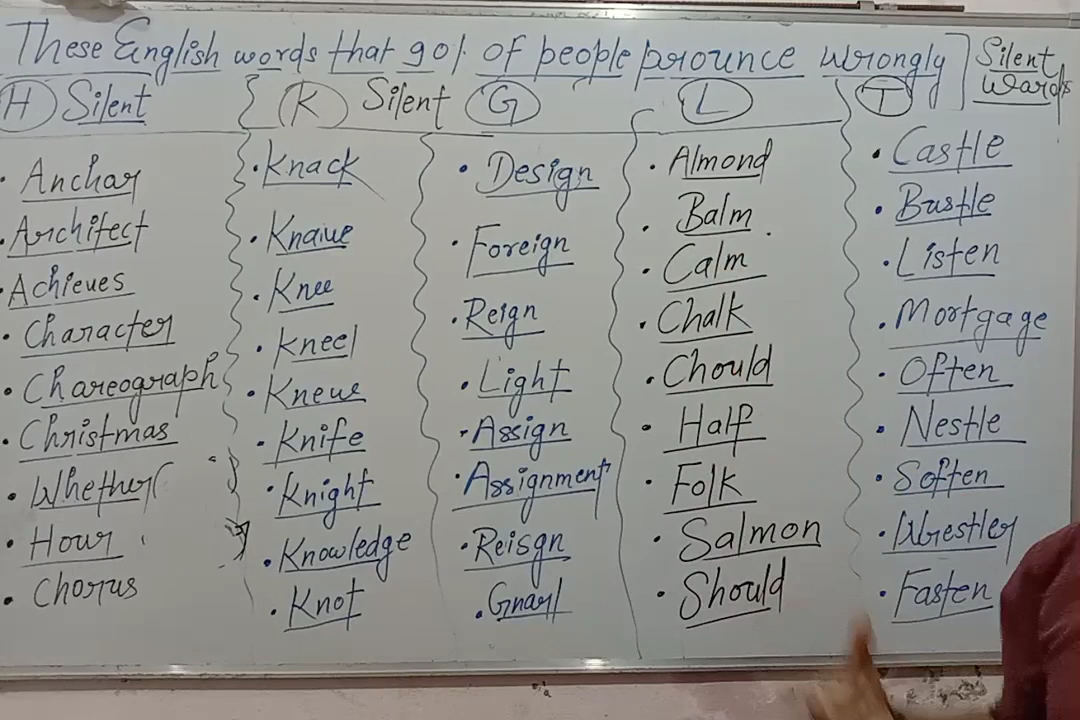 These English words that 90% of people prounce wrongly
Silent
Words
H Silent
K Silent
G
L
T
Anchar
Architect
Achieves
Character
Chareograph
Christmas
Whether
Hour
Chorus
Knack
Knave
Knee
Kneel
Knew
Knife
Knight
Knowledge
Knot
Design
Foreign
Reign
Light
Assign
Assignment
Reisgn
Gnarl
Almond
Balm
Calm
Chalk
Chould
Half
Folk
Salmon
Should
Castle
Bustle
Listen
Mortgage
Often
Nestle
Soften
Wrestler
Fasten